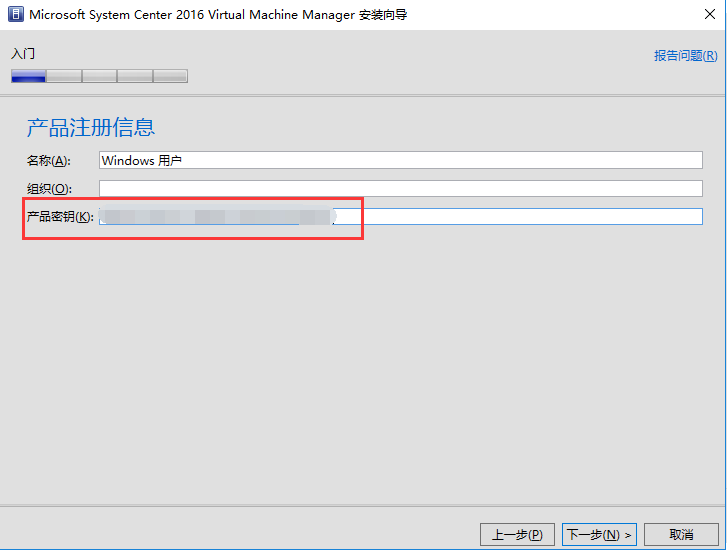 Microsoft System Center 2016 Virtual Machine Manager 安装向导
入门
报告问题(R)
产品注册信息
名称(A): Windows 用户
组织(O):
产品密钥(K):
上一步(P) 下一步(N) > 取消